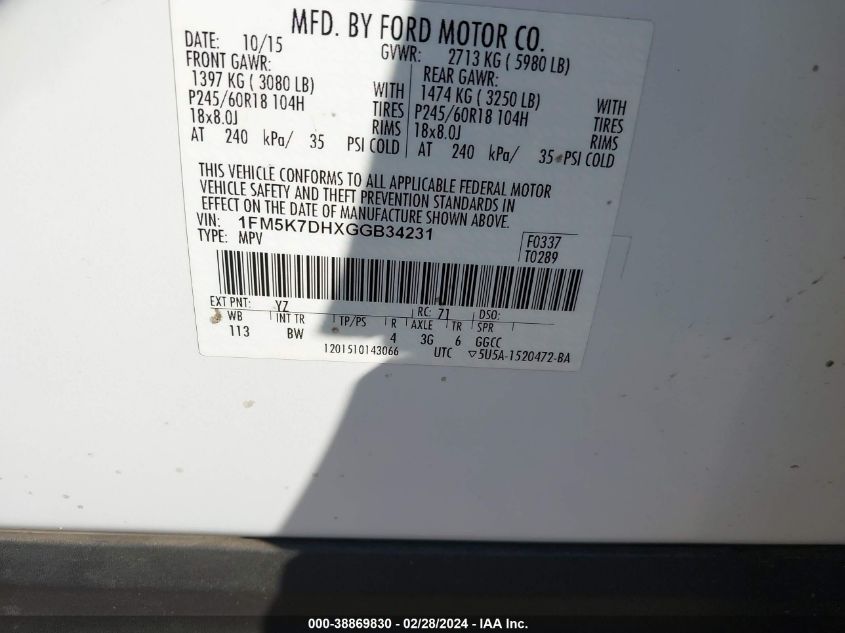 MFD. BY FORD MOTOR CO.
DATE: 10/15 GVWR: 2713 KG ( 5980 LB)
FRONT GAWR: REAR GAWR:
1397 KG ( 3080 LB) WITH 1474 KG ( 3250 LB) WITH
P245/60R18 104H TIRES P245/60R18 104H TIRES
18x8.0J RIMS 18x8.0J RIMS
AT 240 kPa/ 35 PSI COLD AT 240 kPa/ 35 PSI COLD
THIS VEHICLE CONFORMS TO ALL APPLICABLE FEDERAL MOTOR
VEHICLE SAFETY AND THEFT PREVENTION STANDARDS IN
EFFECT ON THE DATE OF MANUFACTURE SHOWN ABOVE.
VIN: 1FM5K7DHXGGB34231
TYPE: MPV F0337
T0289
EXT PNT: YZ RC: 71 DSO:
WB INT TR TP/PS R AXLE TR SPR
113 BW 4 3G 6 GGCC
1201510143066 UTC ▽5U5A-1520472-BA
000-38869830 - 02/28/2024 - IAA Inc.